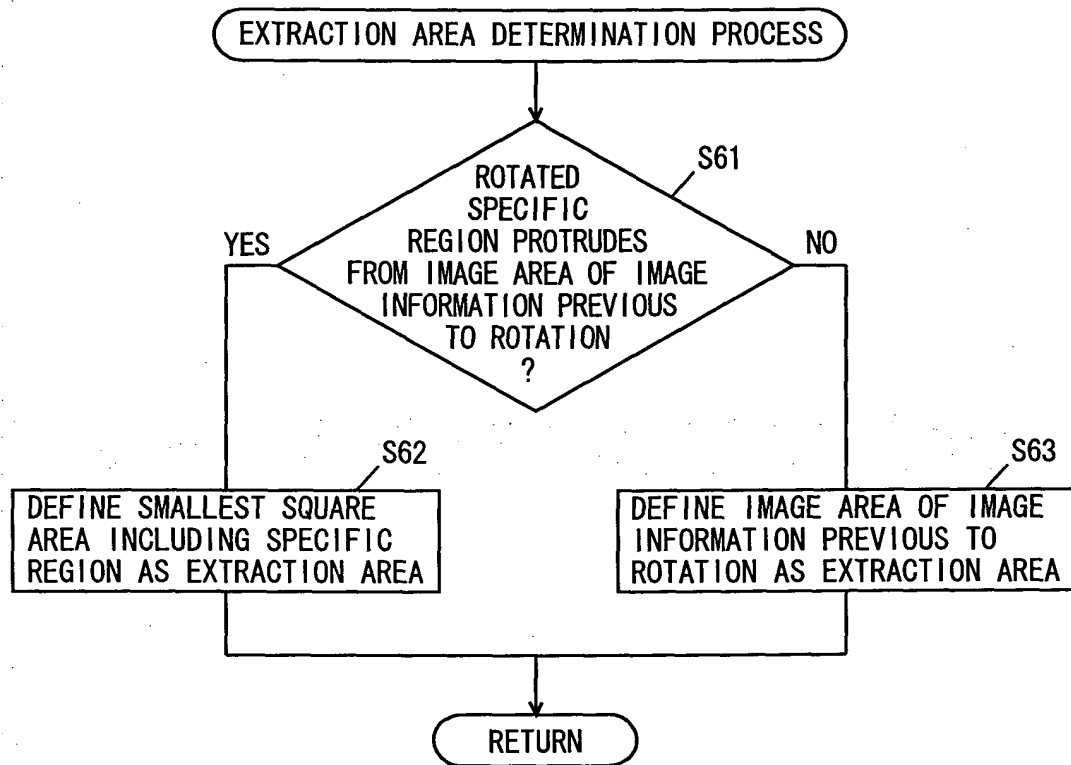 EXTRACTION AREA DETERMINATION PROCESS
S61
ROTATED
SPECIFIC
REGION PROTRUDES
FROM IMAGE AREA OF IMAGE
INFORMATION PREVIOUS
TO ROTATION
?
YES
NO
S62
DEFINE SMALLEST SQUARE
AREA INCLUDING SPECIFIC
REGION AS EXTRACTION AREA
S63
DEFINE IMAGE AREA OF IMAGE
INFORMATION PREVIOUS TO
ROTATION AS EXTRACTION AREA
RETURN